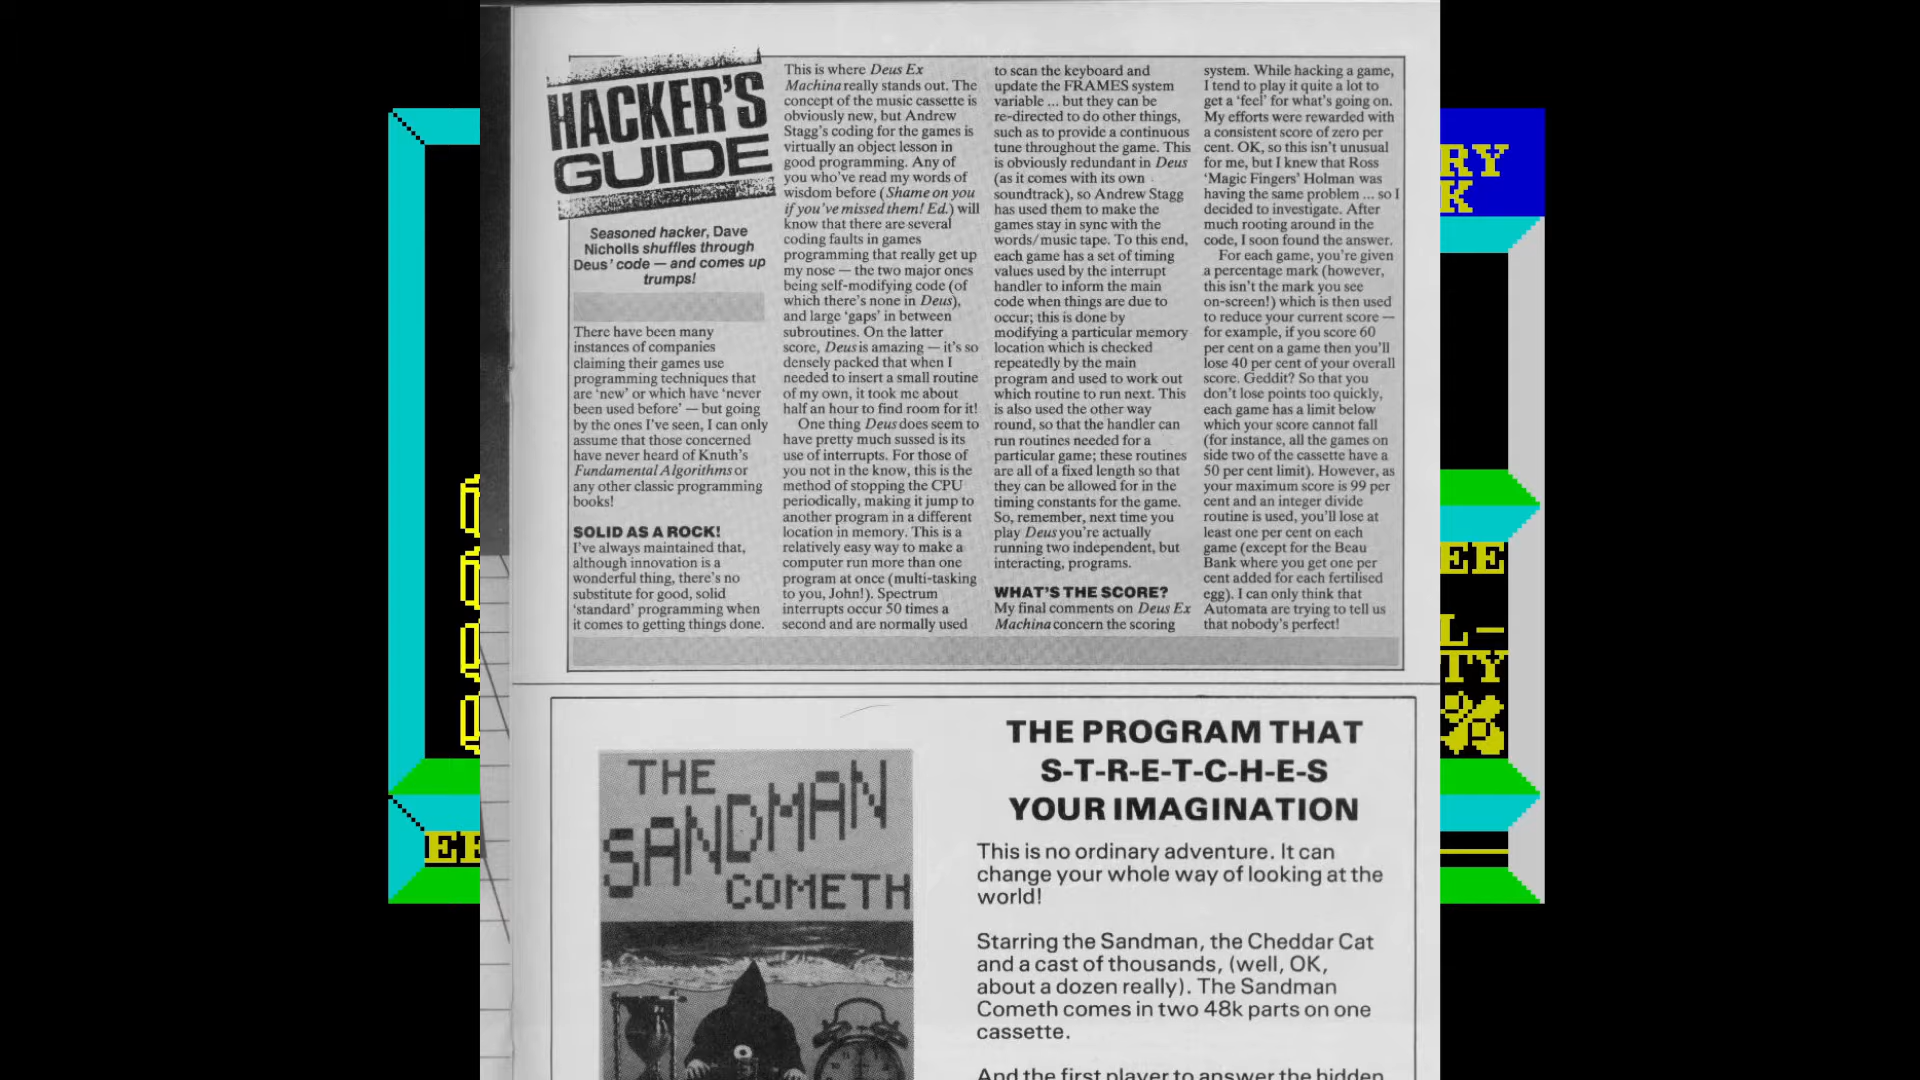 HACKER'S
GUIDE
Seasoned hacker, Dave
Nicholls shuffles through
Deus' code — and comes up
trumps!
There have been many
instances of companies
claiming their games use
programming techniques that
are 'new' or which have 'never
been used before' — but going
by the ones I've seen, I can only
assume that those concerned
have never heard of Knuth's
Fundamental Algorithms or
any other classic programming
books!
SOLID AS A ROCK!
I've always maintained that,
although innovation is a
wonderful thing, there's no
substitute for good, solid
'standard' programming when
it comes to getting things done.
This is where Deus Ex
Machina really stands out. The
concept of the music cassette is
obviously new, but Andrew
Stagg's coding for the games is
virtually an object lesson in
good programming. Any of
you who've read my words of
wisdom before (Shame on you
if you've missed them! Ed.) will
know that there are several
coding faults in games
programming that really get up
my nose — the two major ones
being self-modifying code (of
which there's none in Deus),
and large 'gaps' in between
subroutines. On the latter
score, Deus is amazing — it's so
densely packed that when I
needed to insert a small routine
of my own, it took me about
half an hour to find room for it!
One thing Deus does seem to
have pretty much sussed is its
use of interrupts. For those of
you not in the know, this is the
method of stopping the CPU
periodically, making it jump to
another program in a different
location in memory. This is a
relatively easy way to make a
computer run more than one
program at once (multi-tasking
to you, John!). Spectrum
interrupts occur 50 times a
second and are normally used
to scan the keyboard and
update the FRAMES system
variable ... but they can be
re-directed to do other things,
such as to provide a continuous
tune throughout the game. This
is obviously redundant in Deus
(as it comes with its own
soundtrack), so Andrew Stagg
has used them to make the
games stay in sync with the
words/music tape. To this end,
each game has a set of timing
values used by the interrupt
handler to inform the main
code when things are due to
occur; this is done by
modifying a particular memory
location which is checked
repeatedly by the main
program and used to work out
which routine to run next. This
is also used the other way
round, so that the handler can
run routines needed for a
particular game; these routines
are all of a fixed length so that
they can be allowed for in the
timing constants for the game.
So, remember, next time you
play Deus you're actually
running two independent, but
interacting, programs.
WHAT'S THE SCORE?
My final comments on Deus Ex
Machina concern the scoring
system. While hacking a game,
I tend to play it quite a lot to
get a 'feel' for what's going on.
My efforts were rewarded with
a consistent score of zero per
cent. OK, so this isn't unusual
for me, but I knew that Ross
'Magic Fingers' Holman was
having the same problem ... so I
decided to investigate. After
much rooting around in the
code, I soon found the answer.
For each game, you're given
a percentage mark (however,
this isn't the mark you see
on-screen!) which is then used
to reduce your current score —
for example, if you score 60
per cent on a game then you'll
lose 40 per cent of your overall
score. Geddit? So that you
don't lose points too quickly,
each game has a limit below
which your score cannot fall
(for instance, all the games on
side two of the cassette have a
50 per cent limit). However, as
your maximum score is 99 per
cent and an integer divide
routine is used, you'll lose at
least one per cent on each
game (except for the Beau
Bank where you get one per
cent added for each fertilised
egg). I can only think that
Automata are trying to tell us
that nobody's perfect!
THE
SANDMAN
COMETH
THE PROGRAM THAT
S-T-R-E-T-C-H-E-S
YOUR IMAGINATION
This is no ordinary adventure. It can
change your whole way of looking at the
world!
Starring the Sandman, the Cheddar Cat
and a cast of thousands, (well, OK,
about a dozen really). The Sandman
Cometh comes in two 48k parts on one
cassette.
And the first player to answer the hidden
RY
K
EE
L-
TY
%